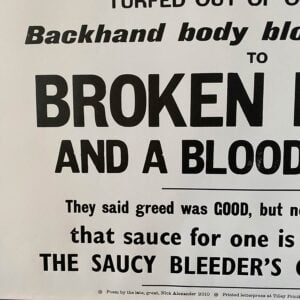 TURFED OUT OF
Backhand body blo
TO
BROKEN
AND A BLOOD
They said greed was GOOD, but n
that sauce for one is
THE SAUCY BLEEDER'S
Poem by the late, great, Nick Alexander 2010 Printed letterpress at Tilley